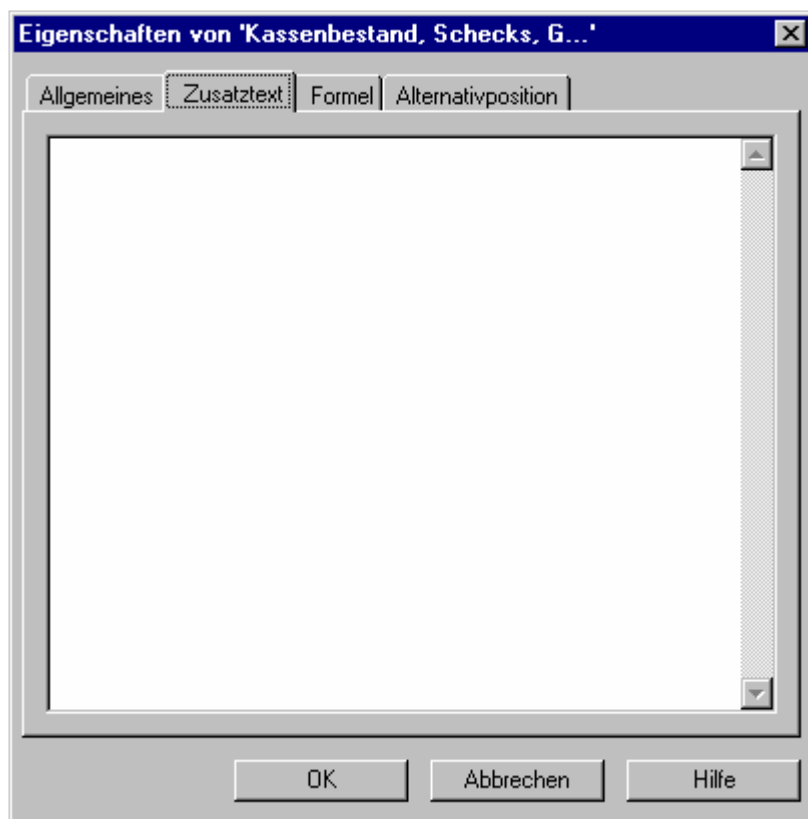 Eigenschaften von 'Kassenbestand, Schecks, G...'
Allgemeines Zusatztext Formel Alternativposition
OK Abbrechen Hilfe